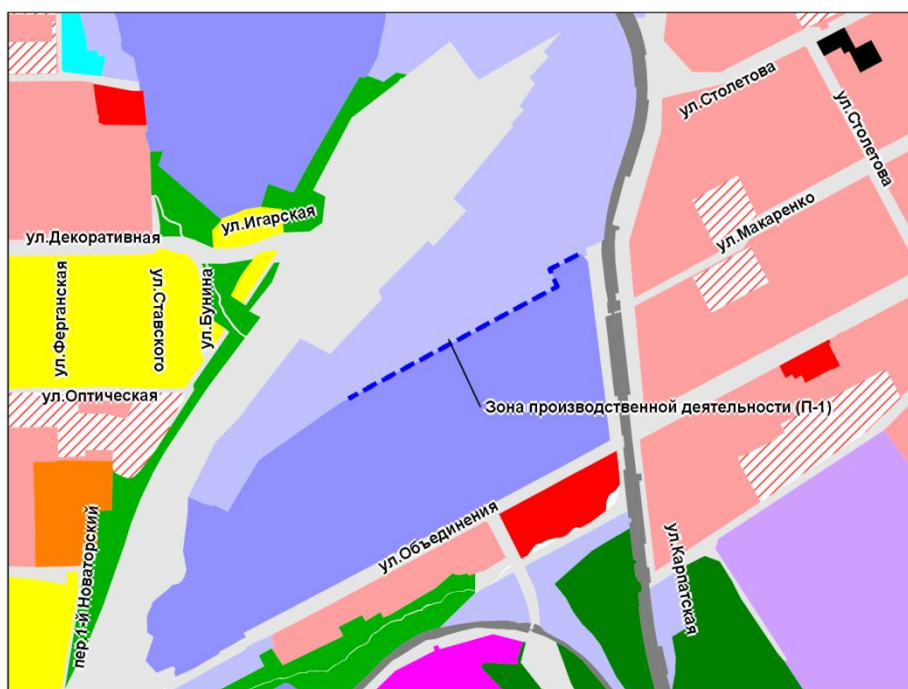 ул.Столетова
ул.Столетова
ул.Макаренко
ул.Игарская
ул.Декоративная
ул.Ферганская
ул.Ставского
ул.Бунина
ул.Оптическая
Зона производственной деятельности (П-1)
ул.Объединения
пер.1-й Новаторский
ул.Карпатская